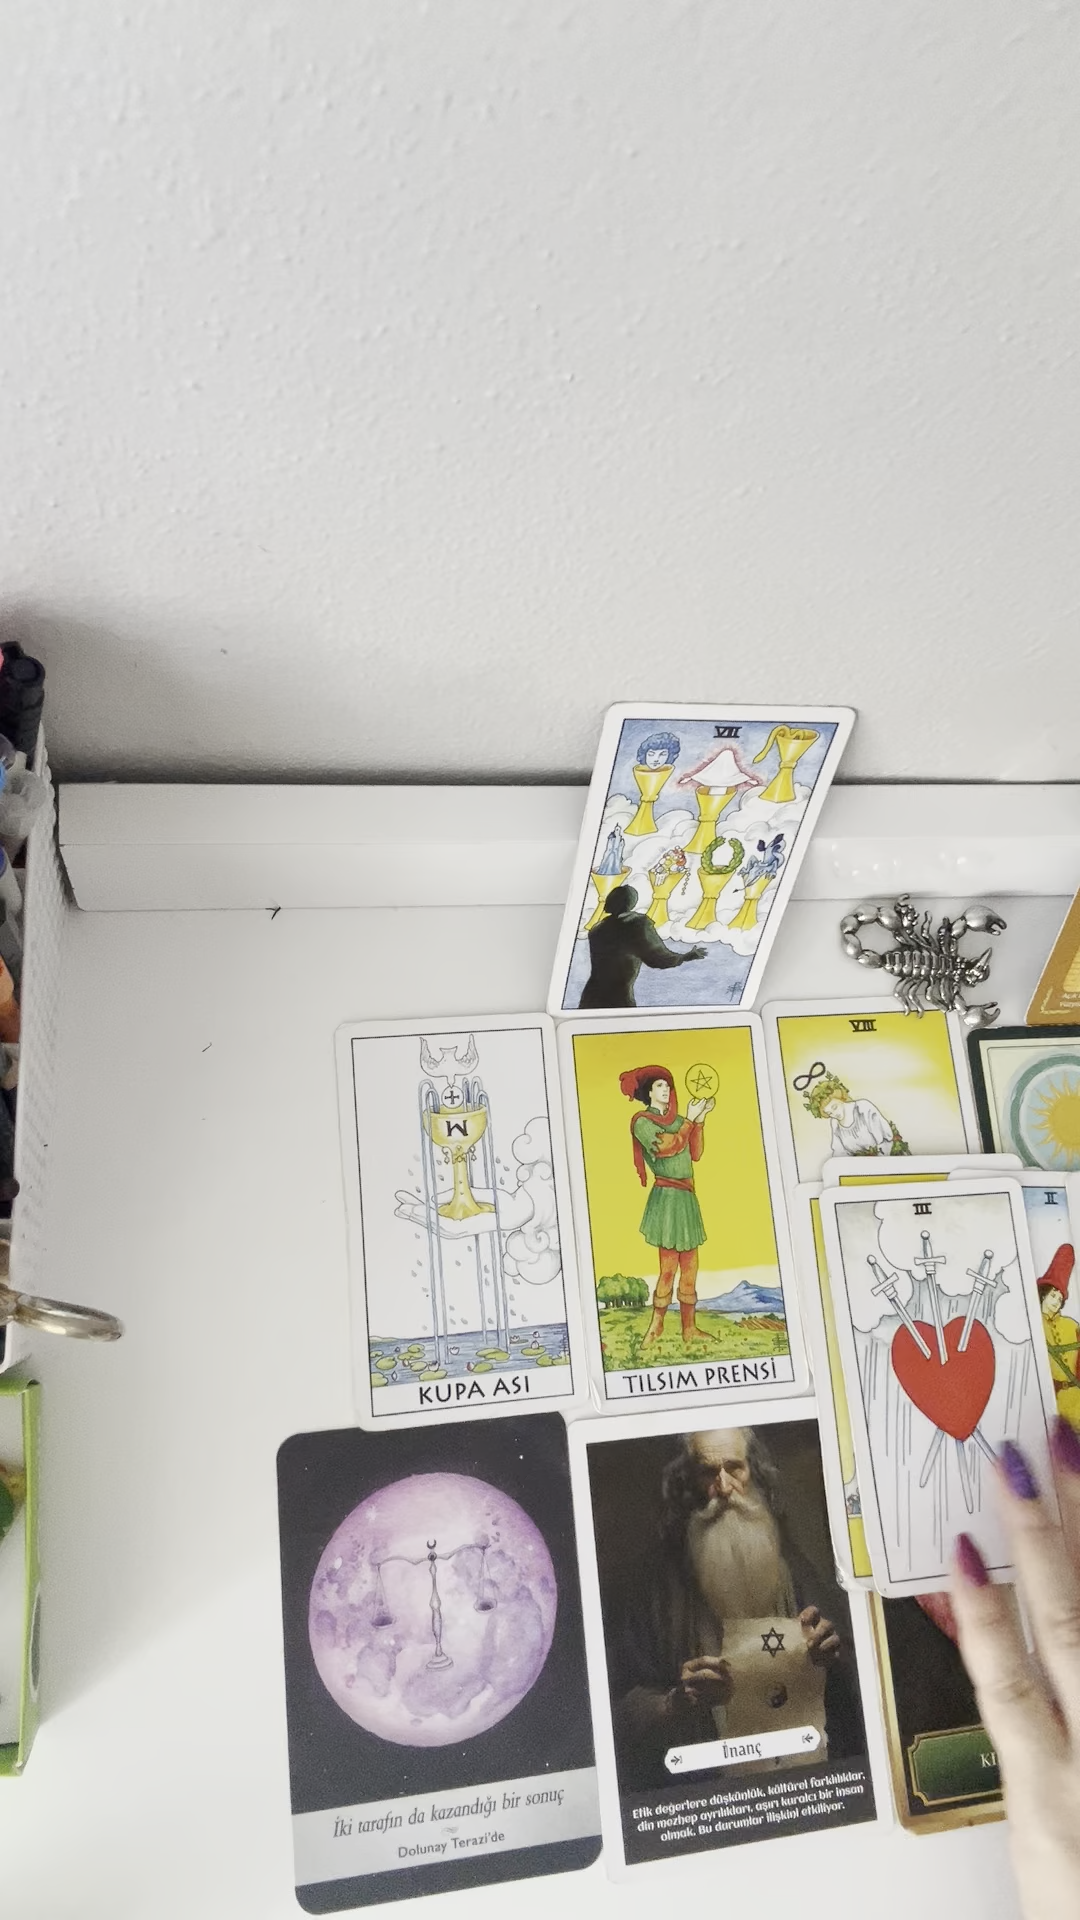 VII
VIII
KUPA ASI
TILSIM PRENSİ
III
II
İki tarafın da kazandığı bir sonuç
Dolunay Terazi'de
İnanç
Etik değerlere düşkünlük, kültürel farklılıklar,
din mezhep ayrılıkları, aşırı kuralcı bir insan
olmak. Bu durumlar ilişkini etkiliyor.